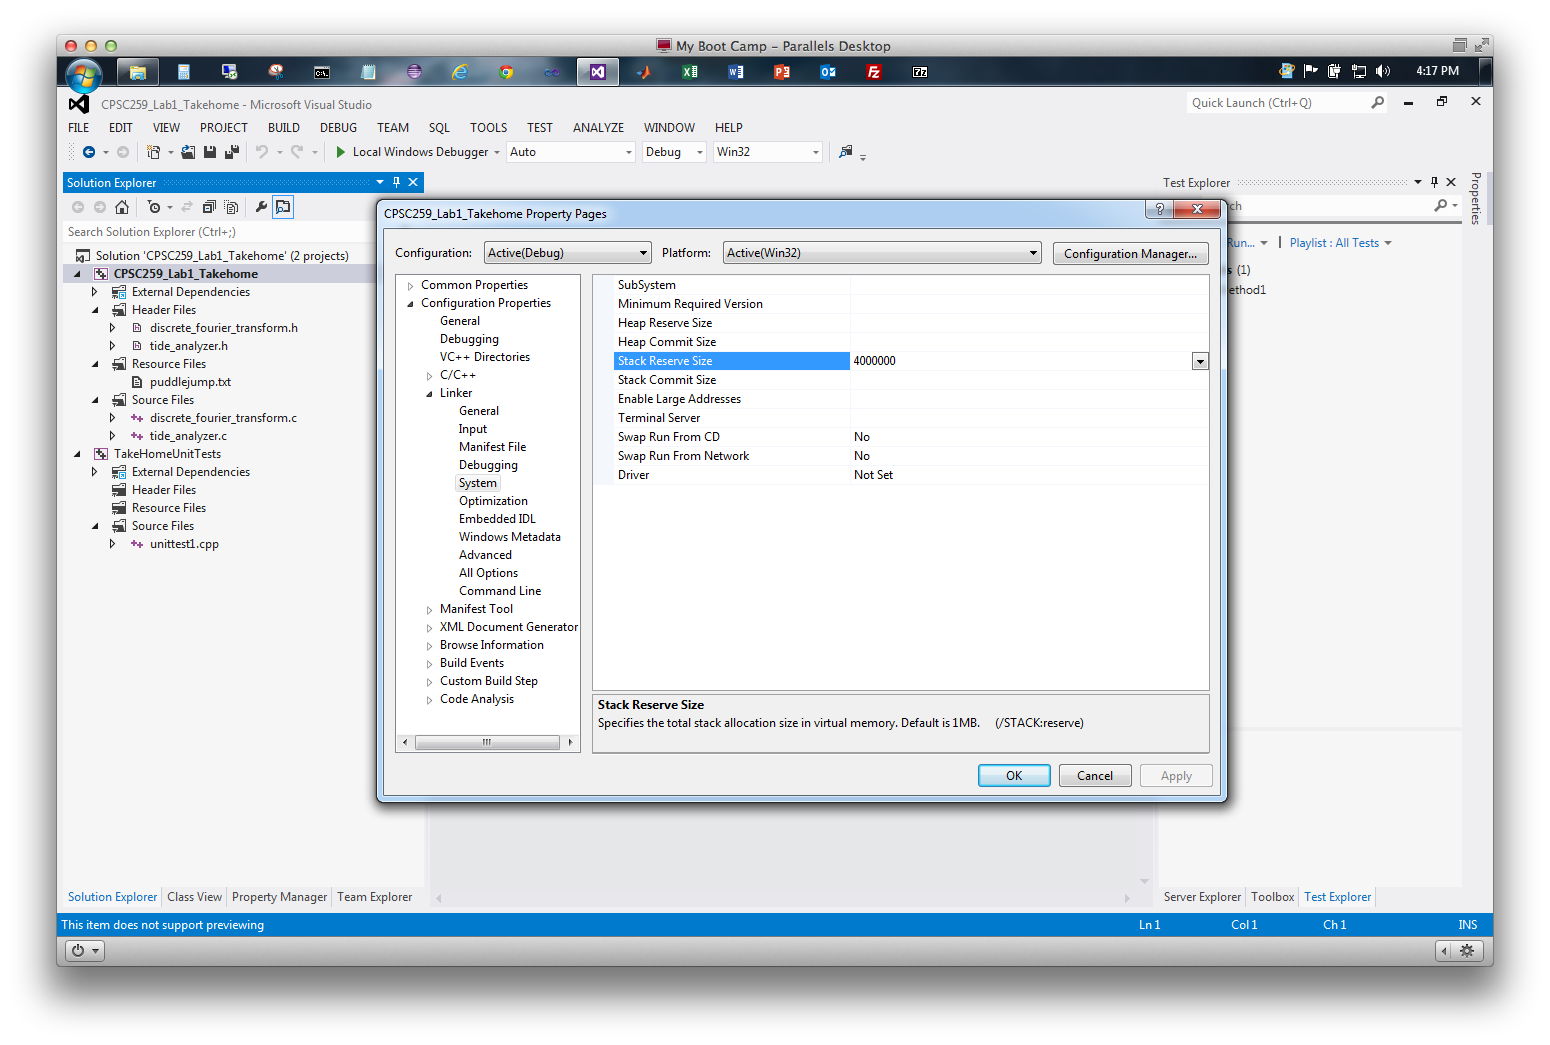 My Boot Camp – Parallels Desktop
4:17 PM
CPSC259_Lab1_Takehome - Microsoft Visual Studio
Quick Launch (Ctrl+Q)
FILE EDIT VIEW PROJECT BUILD DEBUG TEAM SQL TOOLS TEST ANALYZE WINDOW HELP
Local Windows Debugger Auto Debug Win32
Solution Explorer
Search Solution Explorer (Ctrl+;)
Solution 'CPSC259_Lab1_Takehome' (2 projects)
CPSC259_Lab1_Takehome
External Dependencies
Header Files
discrete_fourier_transform.h
tide_analyzer.h
Resource Files
puddlejump.txt
Source Files
discrete_fourier_transform.c
tide_analyzer.c
TakeHomeUnitTests
External Dependencies
Header Files
Resource Files
Source Files
unittest1.cpp
Solution Explorer Class View Property Manager Team Explorer
CPSC259_Lab1_Takehome Property Pages
Configuration: Active(Debug) Platform: Active(Win32) Configuration Manager...
Common Properties
Configuration Properties
General
Debugging
VC++ Directories
C/C++
Linker
General
Input
Manifest File
Debugging
System
Optimization
Embedded IDL
Windows Metadata
Advanced
All Options
Command Line
Manifest Tool
XML Document Generator
Browse Information
Build Events
Custom Build Step
Code Analysis
SubSystem
Minimum Required Version
Heap Reserve Size
Heap Commit Size
Stack Reserve Size 4000000
Stack Commit Size
Enable Large Addresses
Terminal Server
Swap Run From CD No
Swap Run From Network No
Driver Not Set
Stack Reserve Size
Specifies the total stack allocation size in virtual memory. Default is 1MB. (/STACK:reserve)
OK Cancel Apply
Test Explorer
ch
Run... Playlist : All Tests
s (1)
ethod1
Properties
Server Explorer Toolbox Test Explorer
This item does not support previewing
Ln 1 Col 1 Ch 1 INS